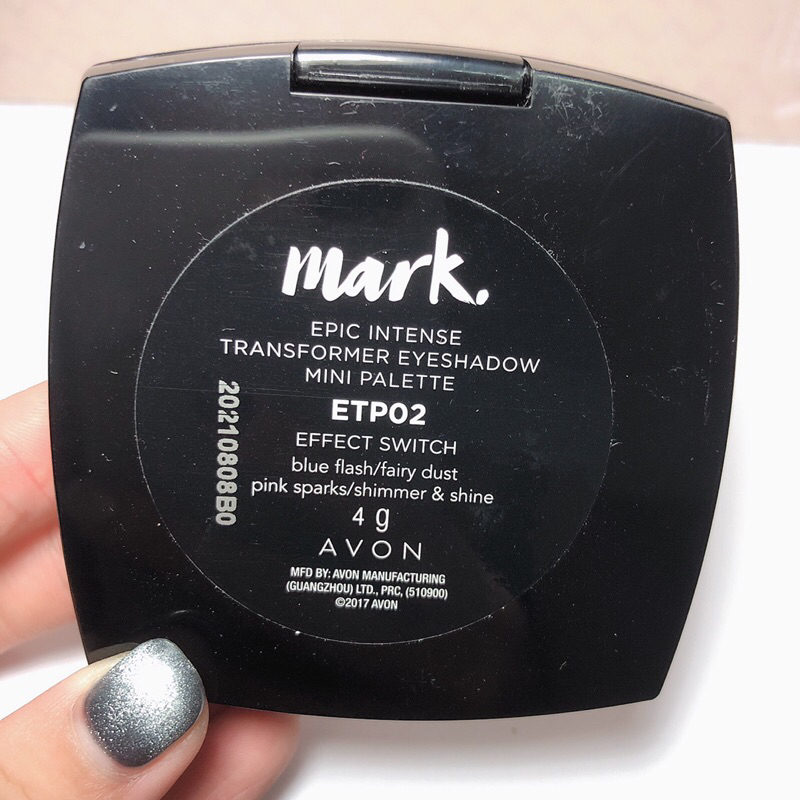 mark.
EPIC INTENSE
TRANSFORMER EYESHADOW
MINI PALETTE
ETP02
EFFECT SWITCH
blue flash/fairy dust
pink sparks/shimmer & shine
4 g
AVON
MFD BY: AVON MANUFACTURING
(GUANGZHOU) LTD., PRC, (510900)
©2017 AVON
20210808B0